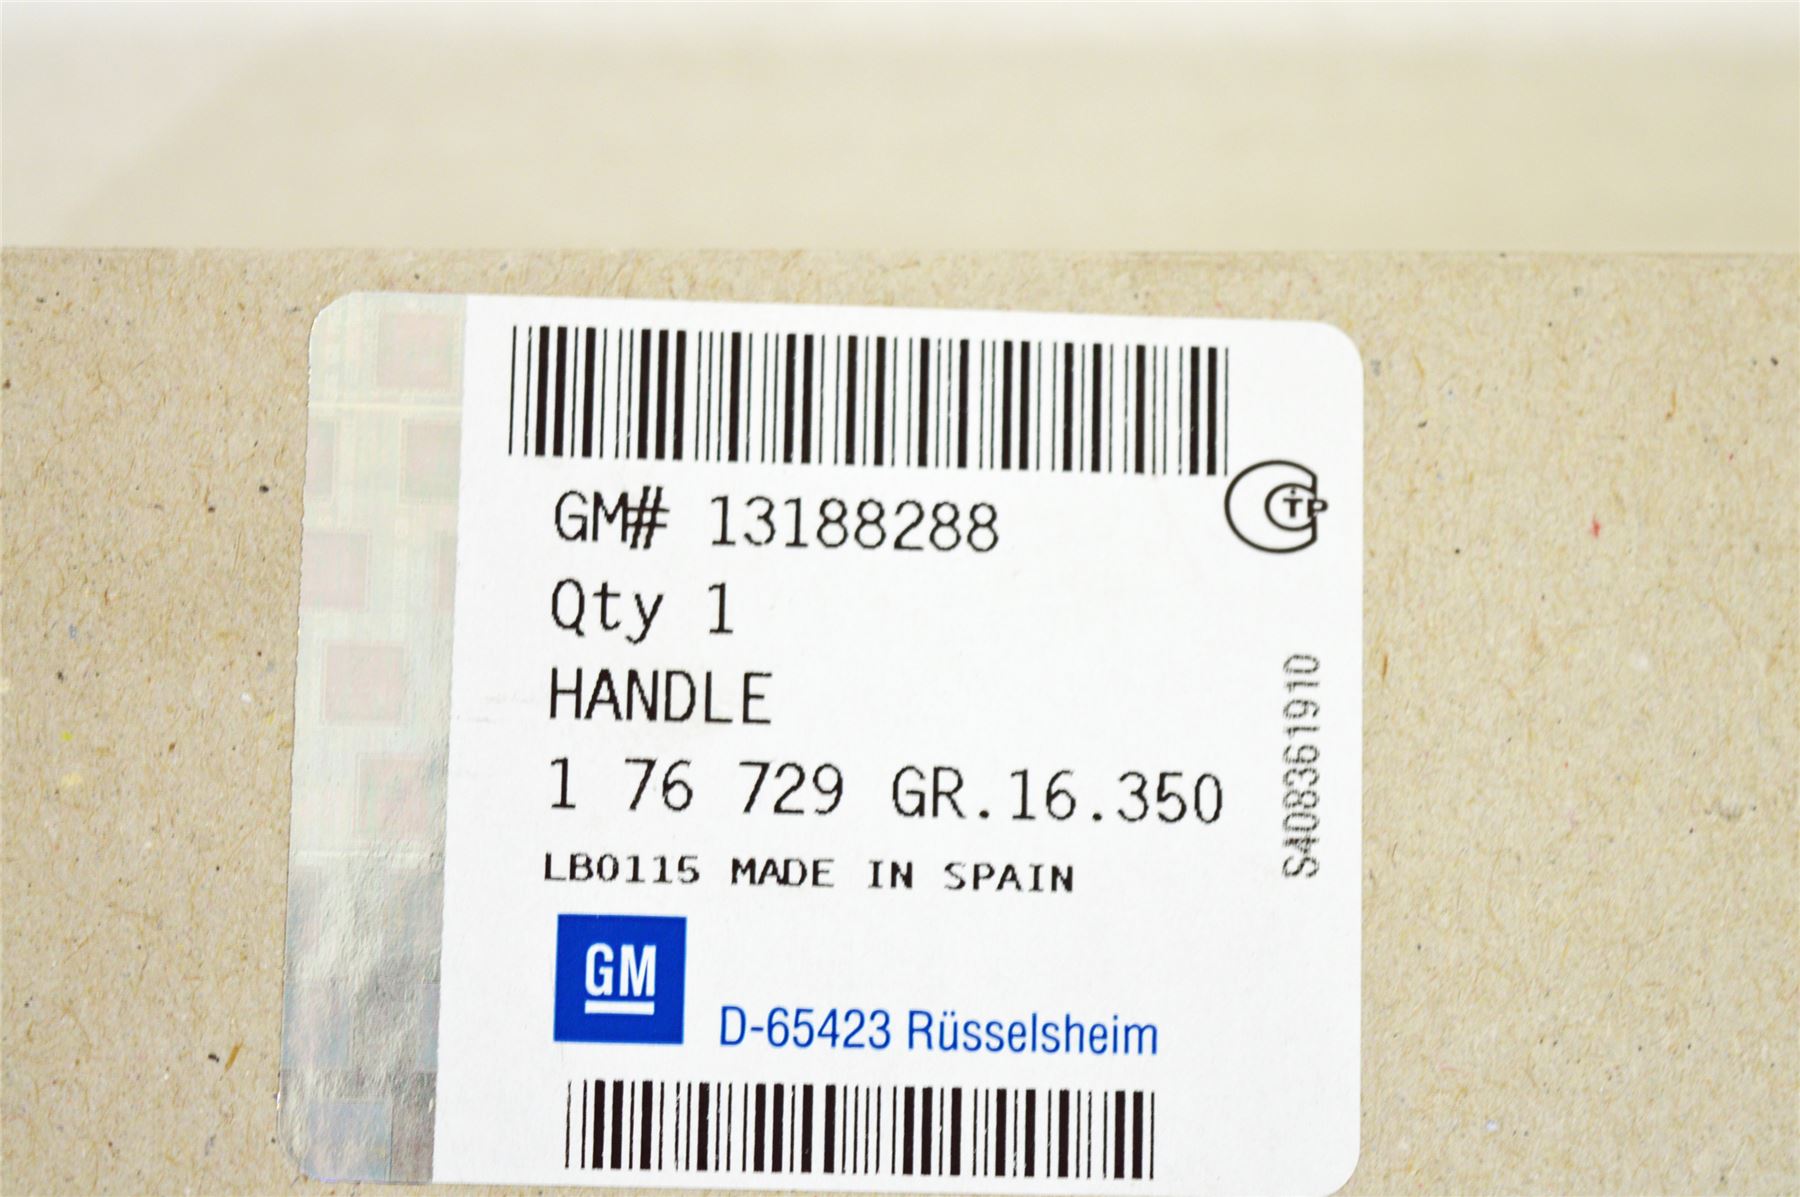 GM# 13188288
Qty 1
HANDLE
1 76 729 GR.16.350
LB0115 MADE IN SPAIN
GM
D-65423 Rüsselsheim
S408361910